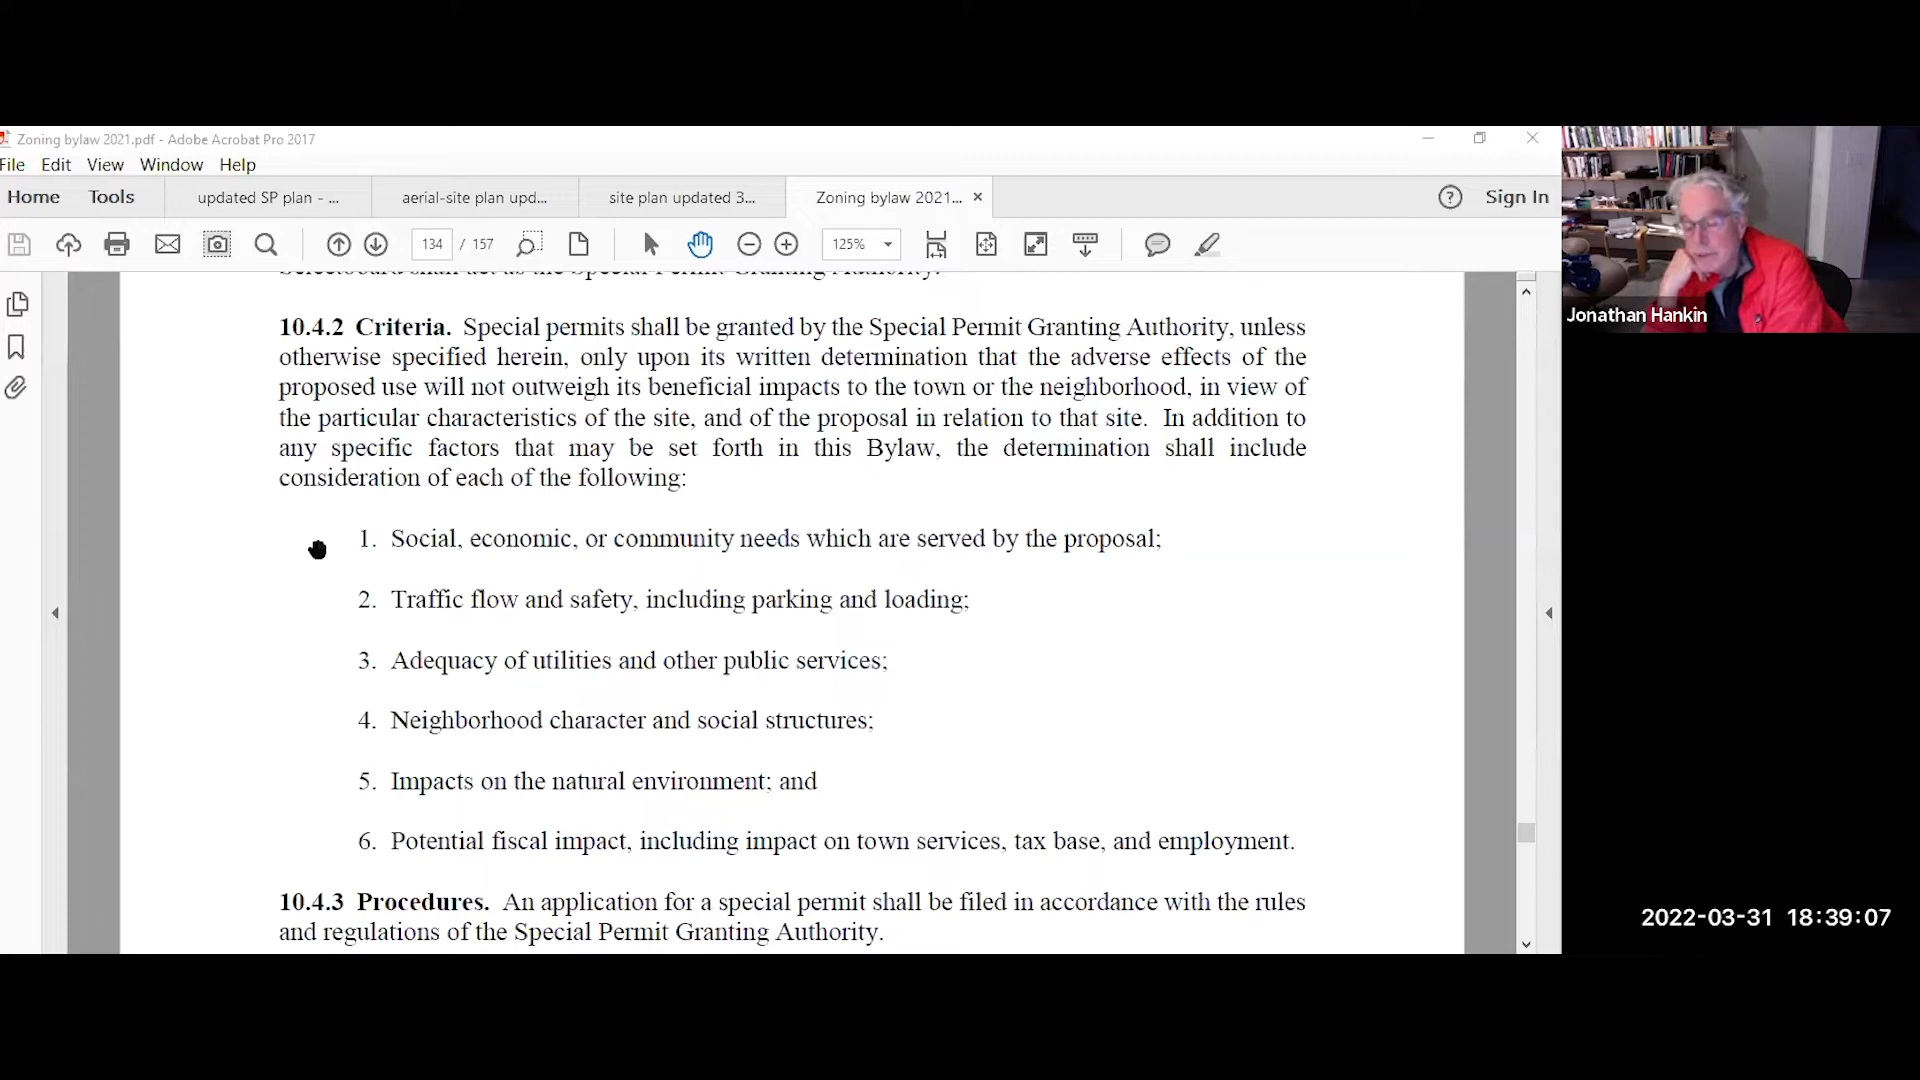 Zoning bylaw 2021.pdf - Adobe Acrobat Pro 2017
File Edit View Window Help
Home Tools updated SP plan - ... aerial-site plan upd... site plan updated 3... Zoning bylaw 2021... × Sign In
134 / 157 125%
Selectboard shall act as the Special Permit Granting Authority.
10.4.2 Criteria. Special permits shall be granted by the Special Permit Granting Authority, unless
otherwise specified herein, only upon its written determination that the adverse effects of the
proposed use will not outweigh its beneficial impacts to the town or the neighborhood, in view of
the particular characteristics of the site, and of the proposal in relation to that site. In addition to
any specific factors that may be set forth in this Bylaw, the determination shall include
consideration of each of the following:
1. Social, economic, or community needs which are served by the proposal;
2. Traffic flow and safety, including parking and loading;
3. Adequacy of utilities and other public services;
4. Neighborhood character and social structures;
5. Impacts on the natural environment; and
6. Potential fiscal impact, including impact on town services, tax base, and employment.
10.4.3 Procedures. An application for a special permit shall be filed in accordance with the rules
and regulations of the Special Permit Granting Authority.
Jonathan Hankin
2022-03-31 18:39:07